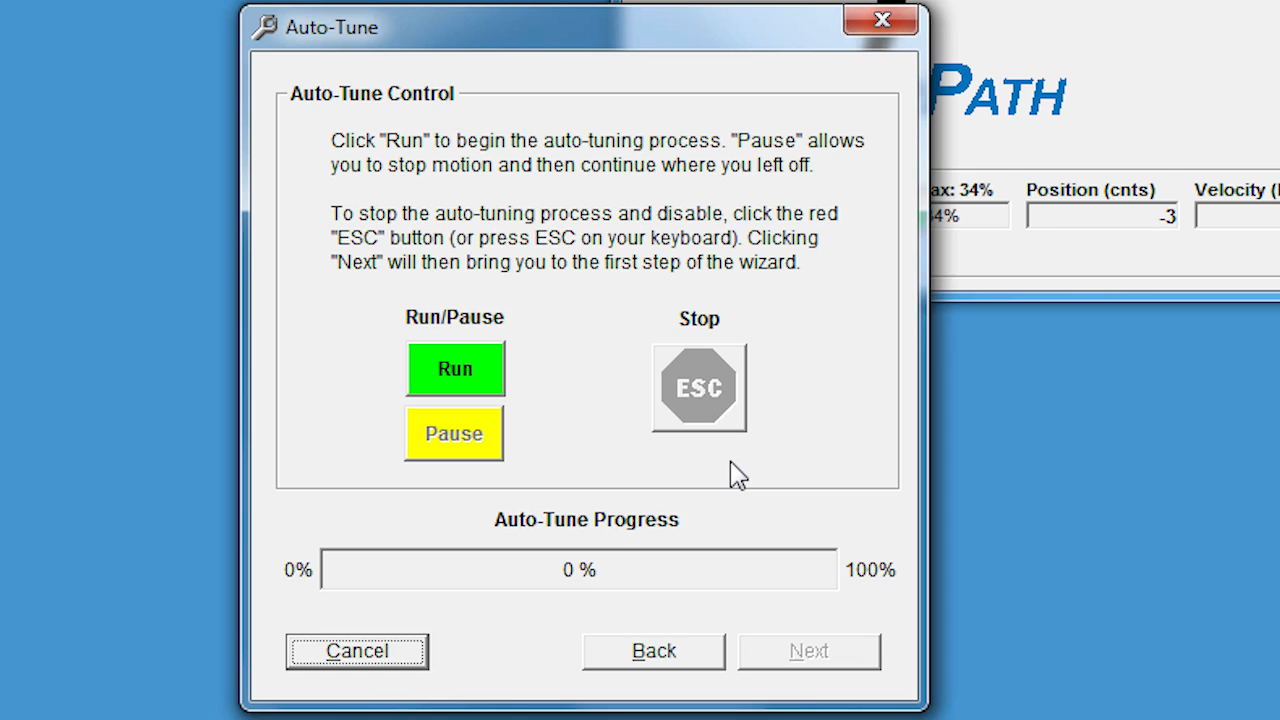 Auto-Tune
Auto-Tune Control
Click "Run" to begin the auto-tuning process. "Pause" allows
you to stop motion and then continue where you left off.
To stop the auto-tuning process and disable, click the red
"ESC" button (or press ESC on your keyboard). Clicking
"Next" will then bring you to the first step of the wizard.
Run/Pause
Stop
Run
ESC
Pause
Auto-Tune Progress
0%
0 %
100%
Cancel
Back
Next
PATH
34%
Position (cnts)
Velocity
-3